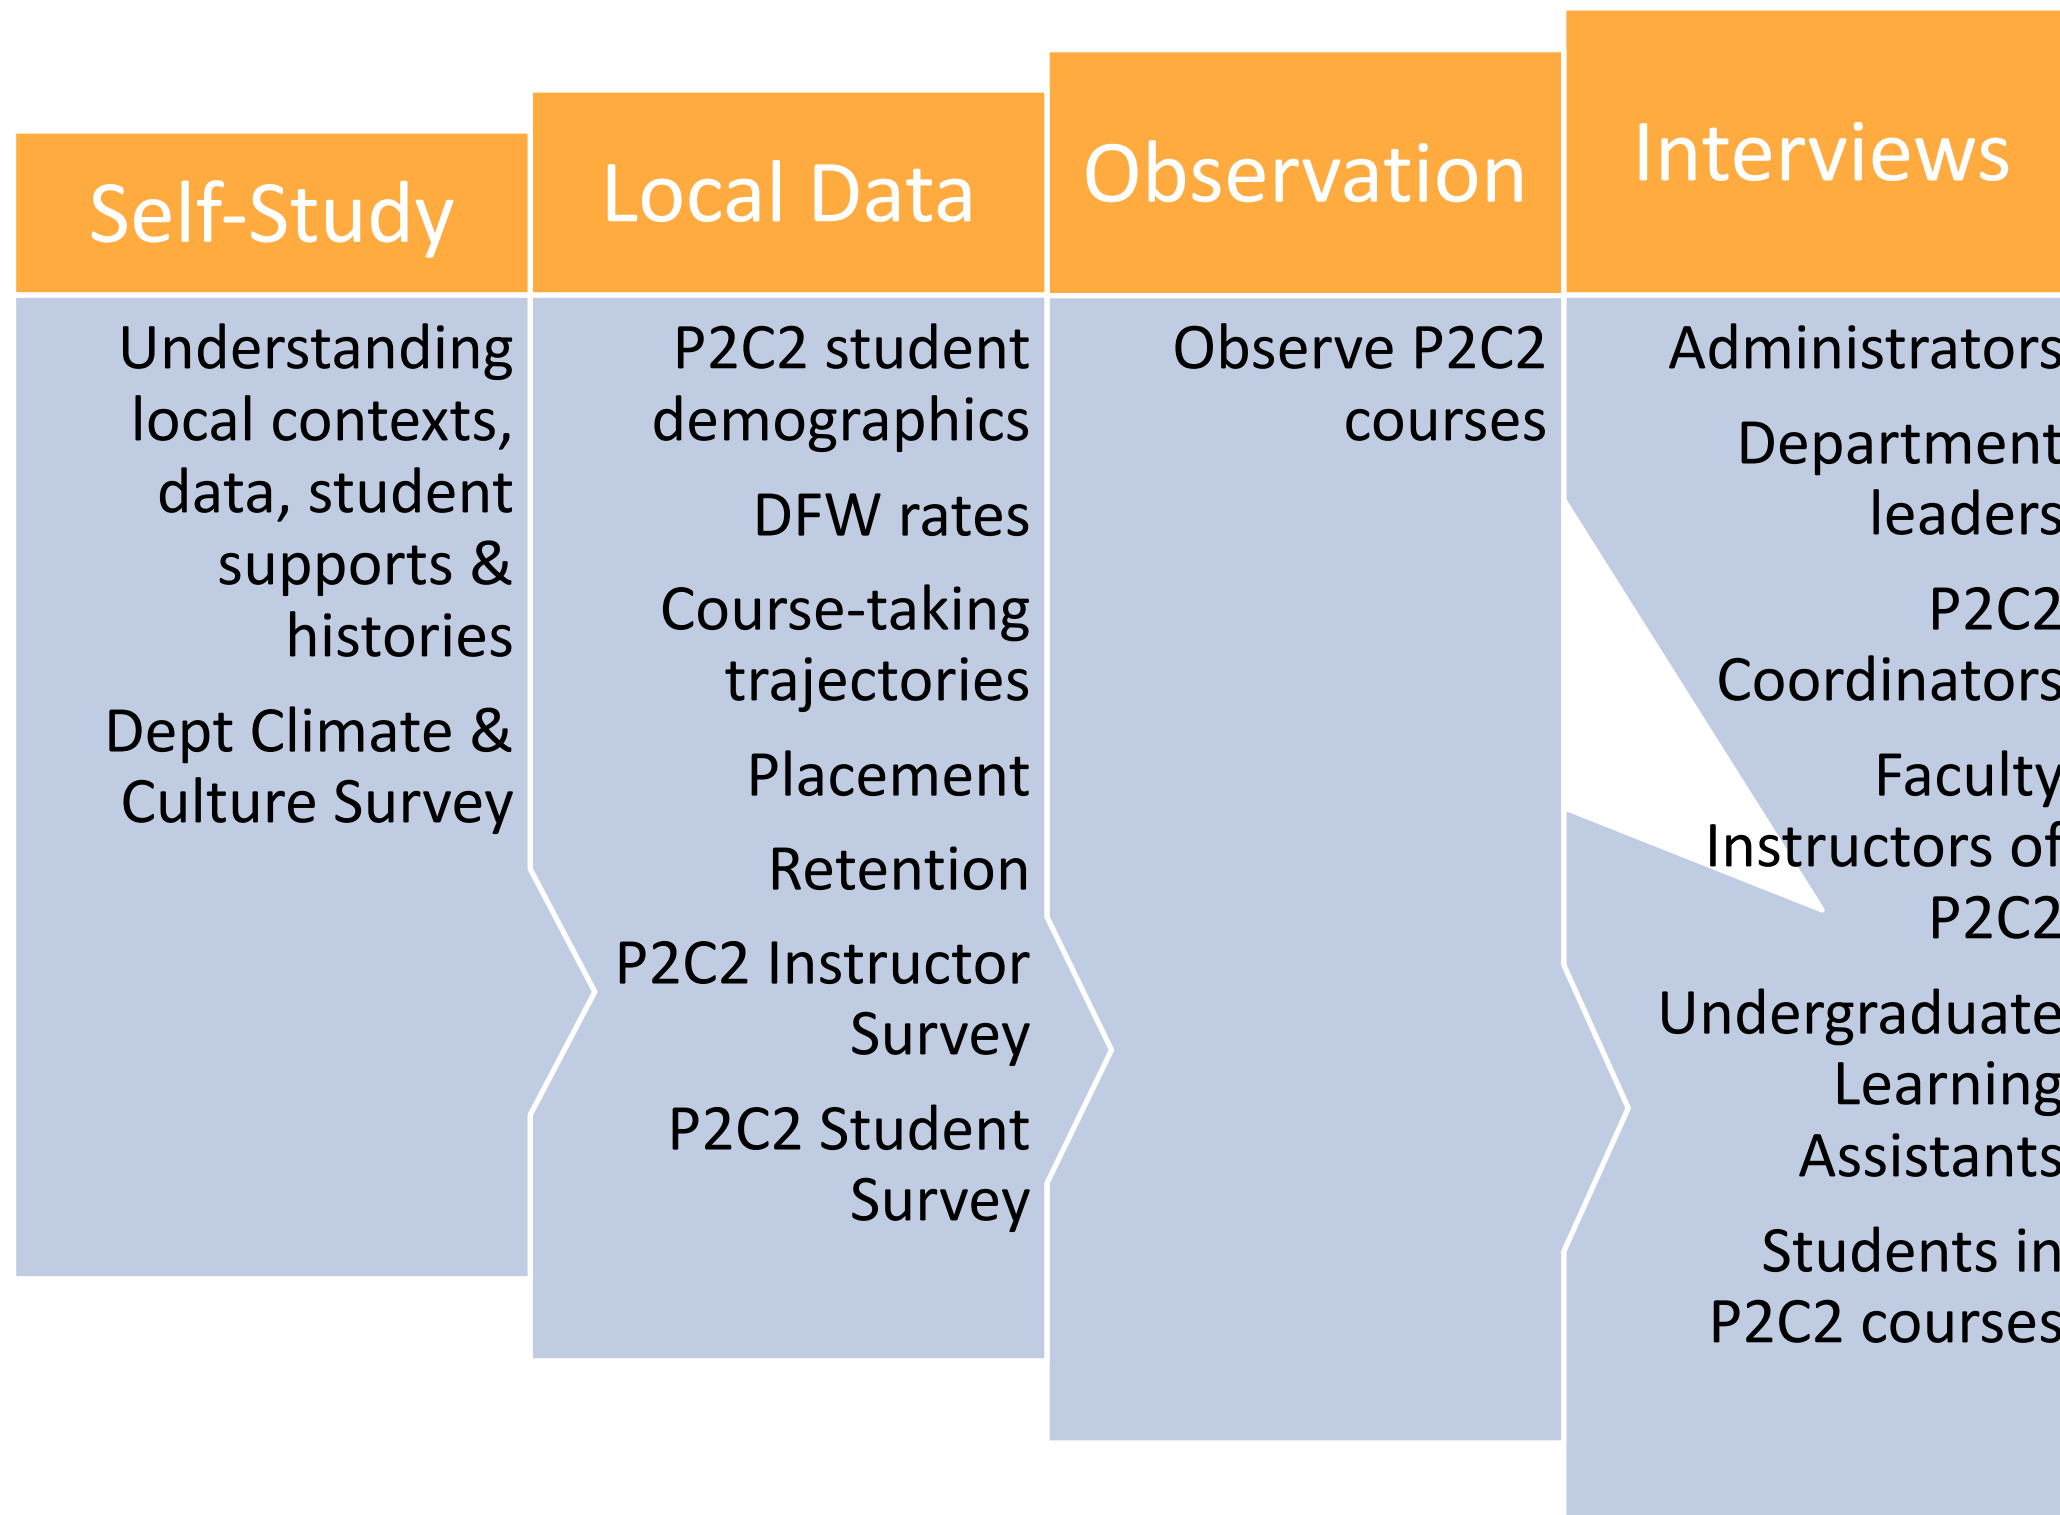 Self-Study
Understanding
local contexts,
data, student
supports &
histories
Dept Climate &
Culture Survey
Local Data
P2C2 student
demographics
DFW rates
Course-taking
trajectories
Placement
Retention
P2C2 Instructor
Survey
P2C2 Student
Survey
Observation
Observe P2C2
courses
Interviews
Administrators
Department
leaders
P2C2
Coordinators
Faculty
Instructors of
P2C2
Undergraduate
Learning
Assistants
Students in
P2C2 courses